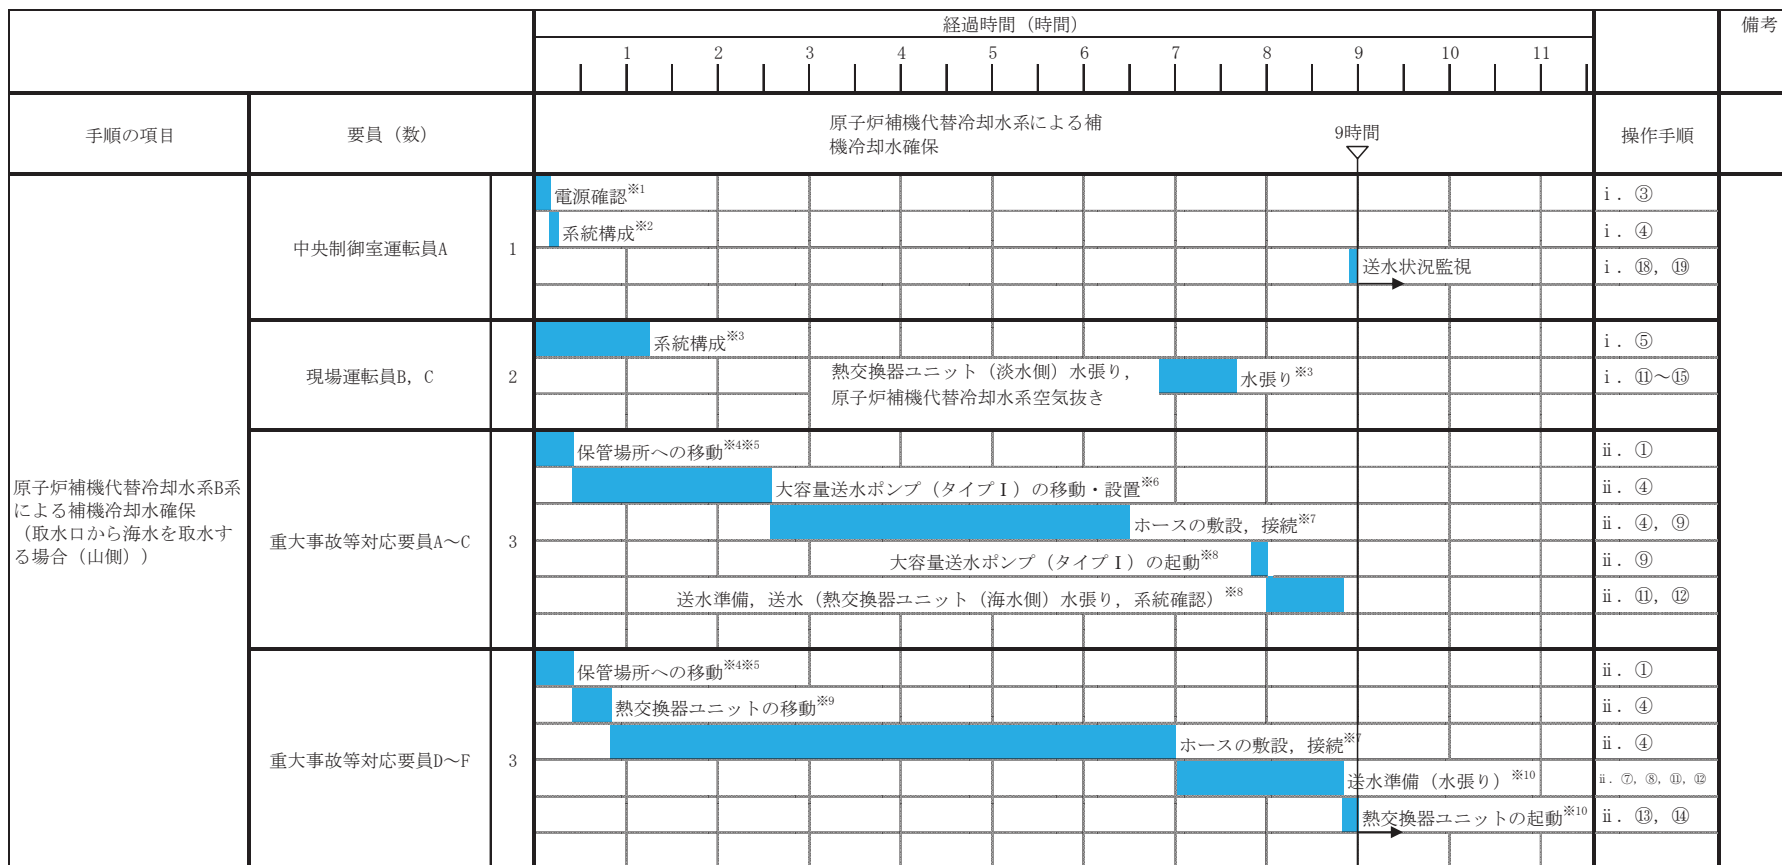 経過時間（時間）
備考
1 2 3 4 5 6 7 8 9 10 11
手順の項目
要員（数）
原子炉補機代替冷却水系による補
機冷却水確保
9時間
操作手順
電源確認※1
ⅰ．③
系統構成※2
ⅰ．④
中央制御室運転員A
1
送水状況監視
ⅰ．⑱，⑲
系統構成※3
ⅰ．⑤
現場運転員B，C
2
熱交換器ユニット（淡水側）水張り，
原子炉補機代替冷却水系空気抜き
水張り※3
ⅰ．⑪～⑮
保管場所への移動※4※5
ⅱ．①
大容量送水ポンプ（タイプⅠ）の移動・設置※6
ⅱ．④
原子炉補機代替冷却水系B系
による補機冷却水確保
（取水口から海水を取水す
る場合（山側））
重大事故等対応要員A～C
3
ホースの敷設，接続※7
ⅱ．④，⑨
大容量送水ポンプ（タイプⅠ）の起動※8
ⅱ．⑨
送水準備，送水（熱交換器ユニット（海水側）水張り，系統確認）※8
ⅱ．⑪，⑫
保管場所への移動※4※5
ⅱ．①
熱交換器ユニットの移動※9
ⅱ．④
重大事故等対応要員D～F
3
ホースの敷設，接続※7
ⅱ．④
送水準備（水張り）※10
ⅱ．⑦，⑧，⑪，⑫
熱交換器ユニットの起動※10
ⅱ．⑬，⑭